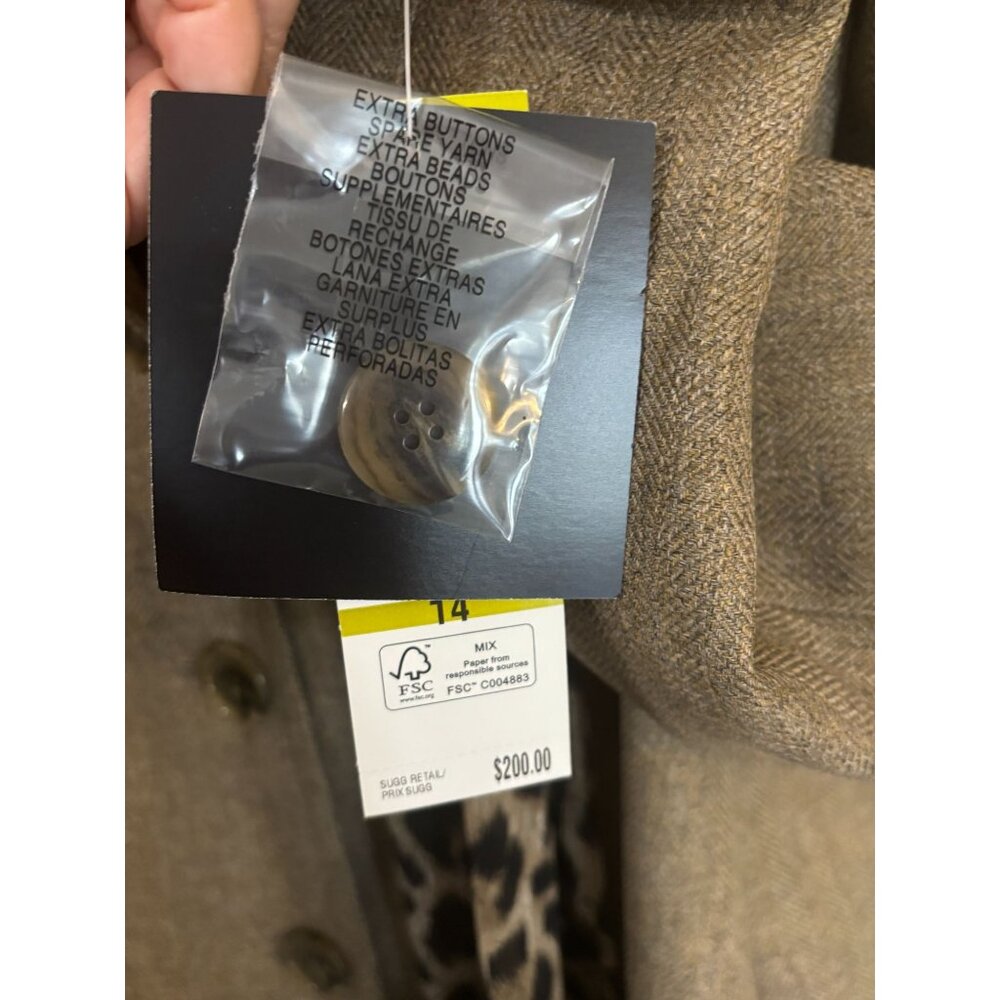 EXTRA BUTTONS
SPARE YARN
EXTRA BEADS
BOUTONS
SUPPLEMENTAIRES
TISSU DE
RECHANGE
BOTONES EXTRAS
LANA EXTRA
GARNITURE EN
SURPLUS
EXTRA BOLITAS
PERFORADAS
14
FSC
www.fsc.org
MIX
Paper from
responsible sources
FSC™ C004883
SUGG RETAIL/
PRIX SUGG
$200.00